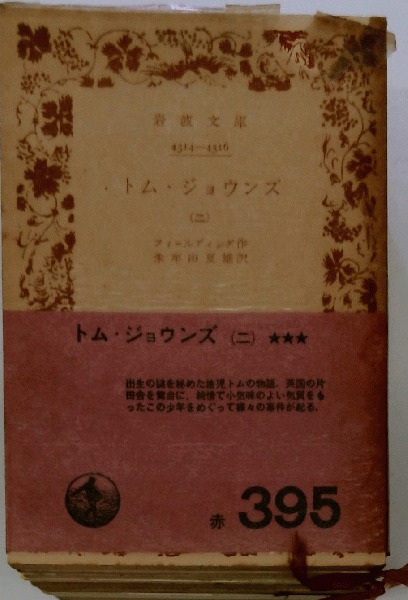 岩波文庫
4314—4316
トム・ジョウンズ
(二)
フィールディング作
朱牟田夏雄訳
トム・ジョウンズ (二) ★★★
出生の謎を秘めた捨児トムの物語。英国の片
田舎を舞台に、純情で小気味のよい気質をも
ったこの少年をめぐって様々の事件が起る。
赤 395